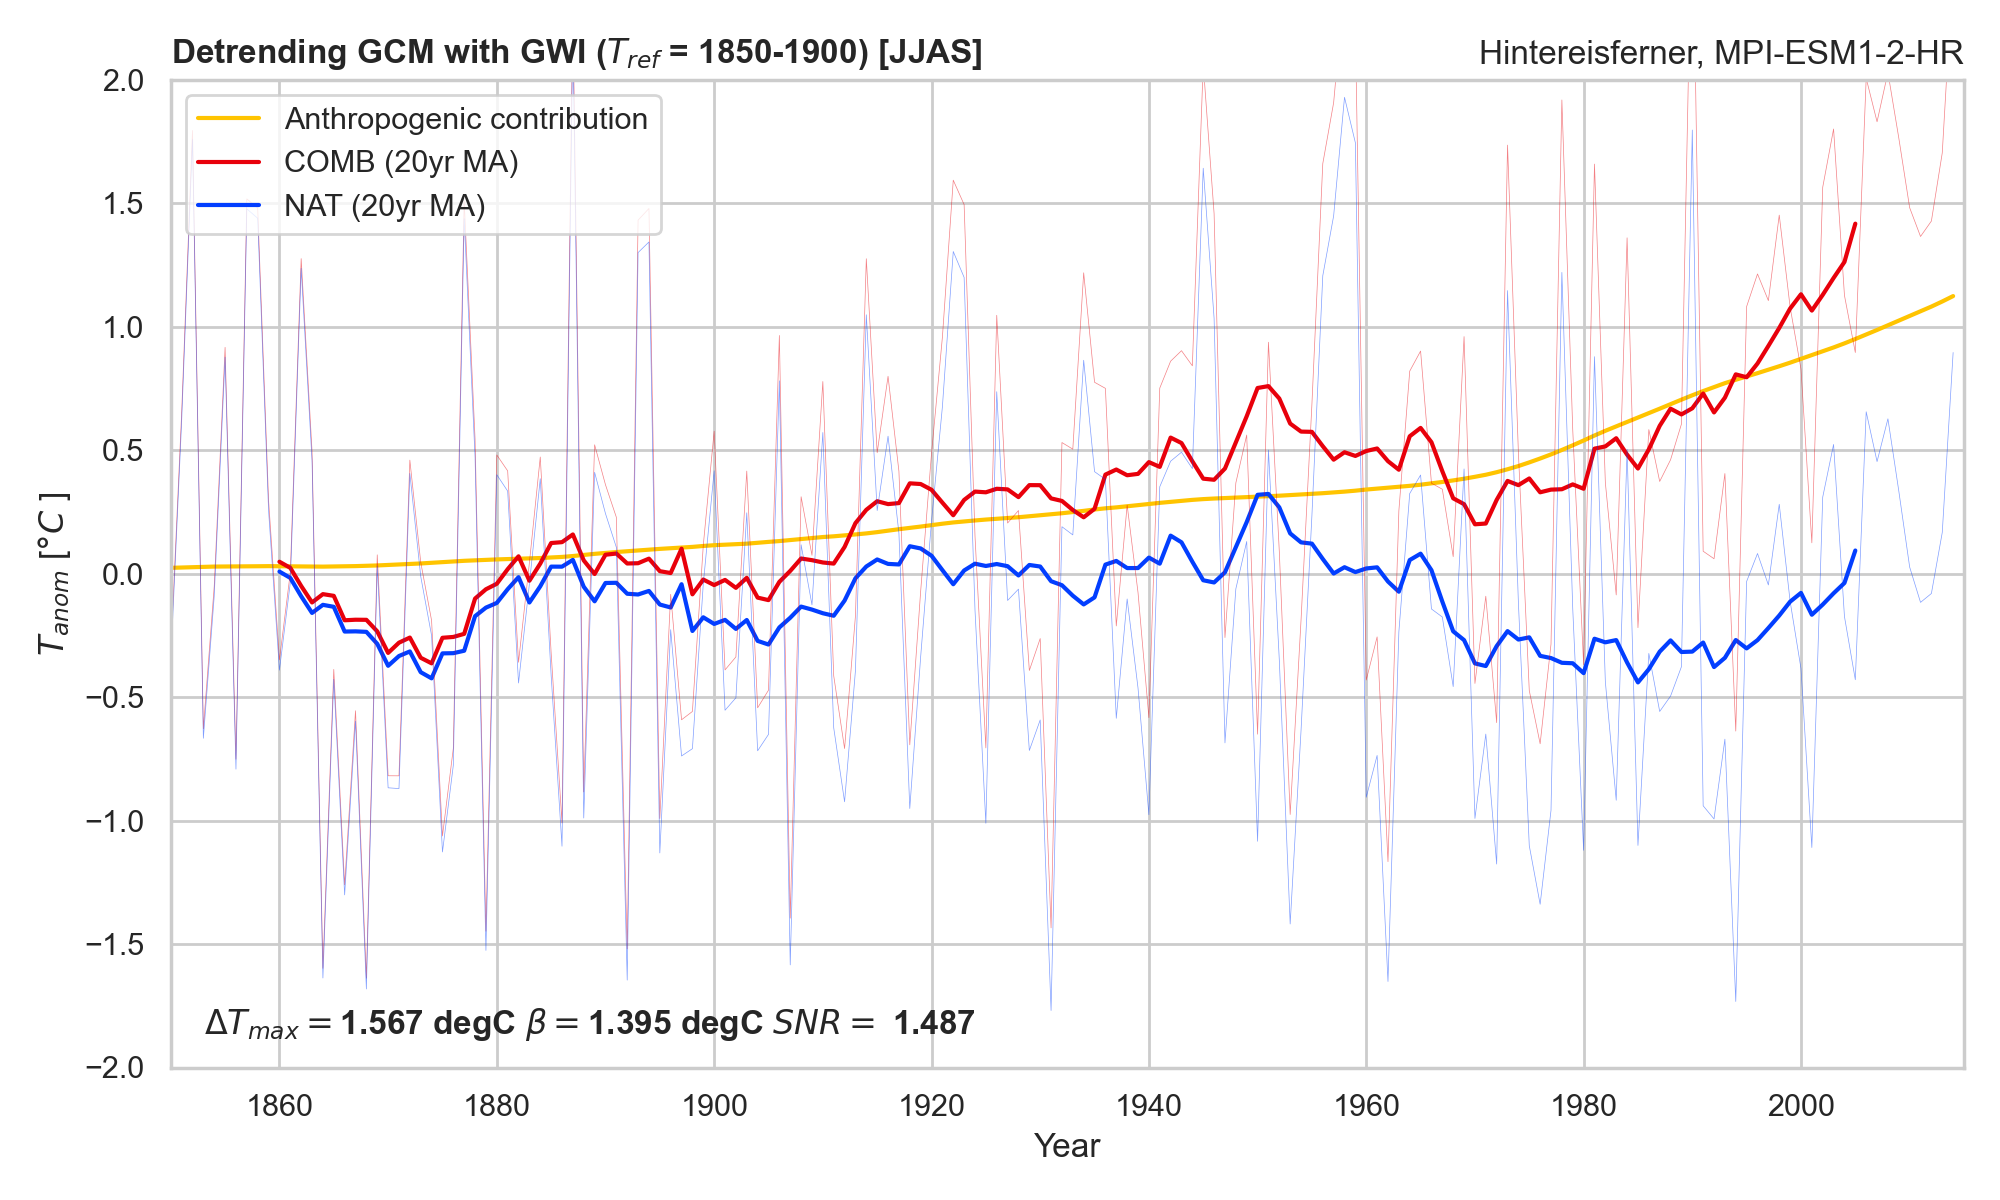 Detrending GCM with GWI (T_ref = 1850-1900) [JJAS]
Hintereisferner, MPI-ESM1-2-HR
Anthropogenic contribution
COMB (20yr MA)
NAT (20yr MA)
2.0
1.5
1.0
0.5
0.0
−0.5
−1.0
−1.5
−2.0
T_anom [°C ]
ΔT_max = 1.567 degC β = 1.395 degC SNR = 1.487
1860 1880 1900 1920 1940 1960 1980 2000
Year